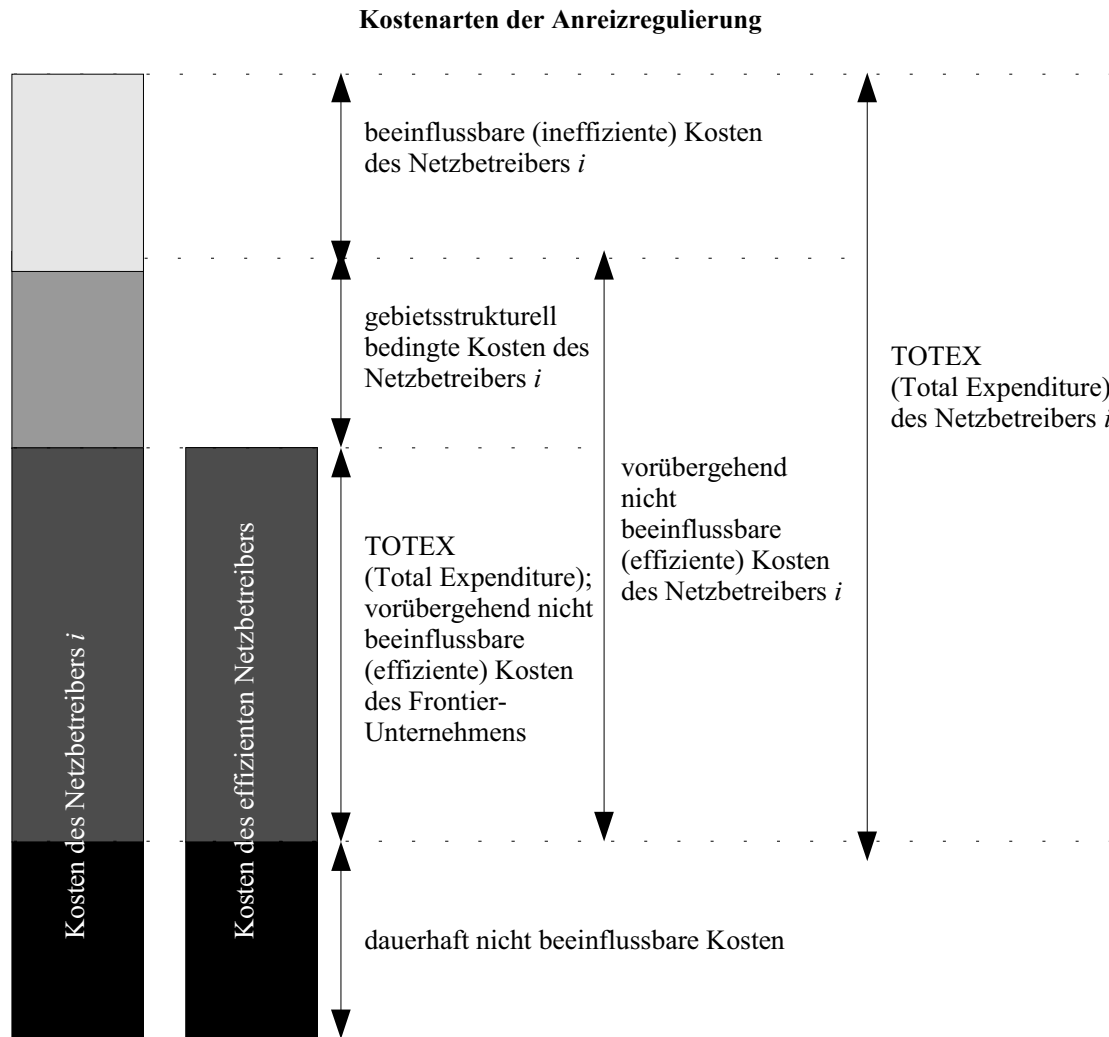 Kostenarten der Anreizregulierung
beeinflussbare (ineffiziente) Kosten
des Netzbetreibers i
gebietsstrukturell
bedingte Kosten des
Netzbetreibers i
TOTEX
(Total Expenditure)
des Netzbetreibers i
vorübergehend
nicht
beeinflussbare
(effiziente) Kosten
des Netzbetreibers i
TOTEX
(Total Expenditure);
vorübergehend nicht
beeinflussbare
(effiziente) Kosten
des Frontier-
Unternehmens
Kosten des Netzbetreibers i
Kosten des effizienten Netzbetreibers
dauerhaft nicht beeinflussbare Kosten